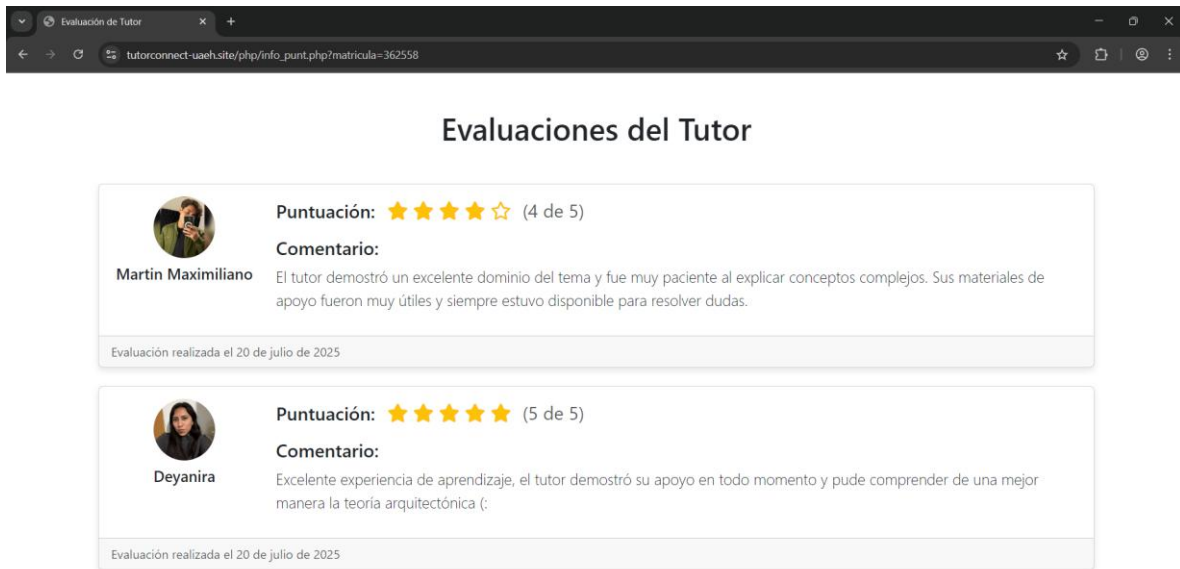 Evaluación de Tutor
tutorconnect-uaeh.site/php/info_punt.php?matricula=362558
Evaluaciones del Tutor
Puntuación: (4 de 5)
Comentario:
Martin Maximiliano
El tutor demostró un excelente dominio del tema y fue muy paciente al explicar conceptos complejos. Sus materiales de
apoyo fueron muy útiles y siempre estuvo disponible para resolver dudas.
Evaluación realizada el 20 de julio de 2025
Puntuación: (5 de 5)
Comentario:
Deyanira
Excelente experiencia de aprendizaje, el tutor demostró su apoyo en todo momento y pude comprender de una mejor
manera la teoría arquitectónica (:
Evaluación realizada el 20 de julio de 2025